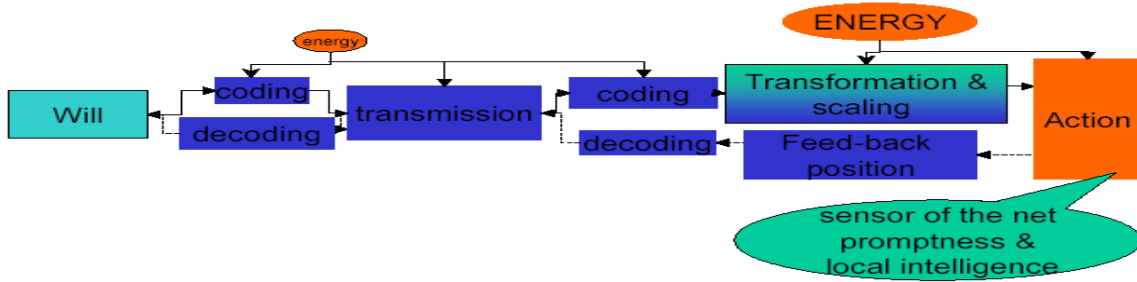 ENERGY
energy
Will
coding
decoding
transmission
coding
decoding
Transformation &
scaling
Feed-back
position
Action
sensor of the net
promptness &
local intelligence